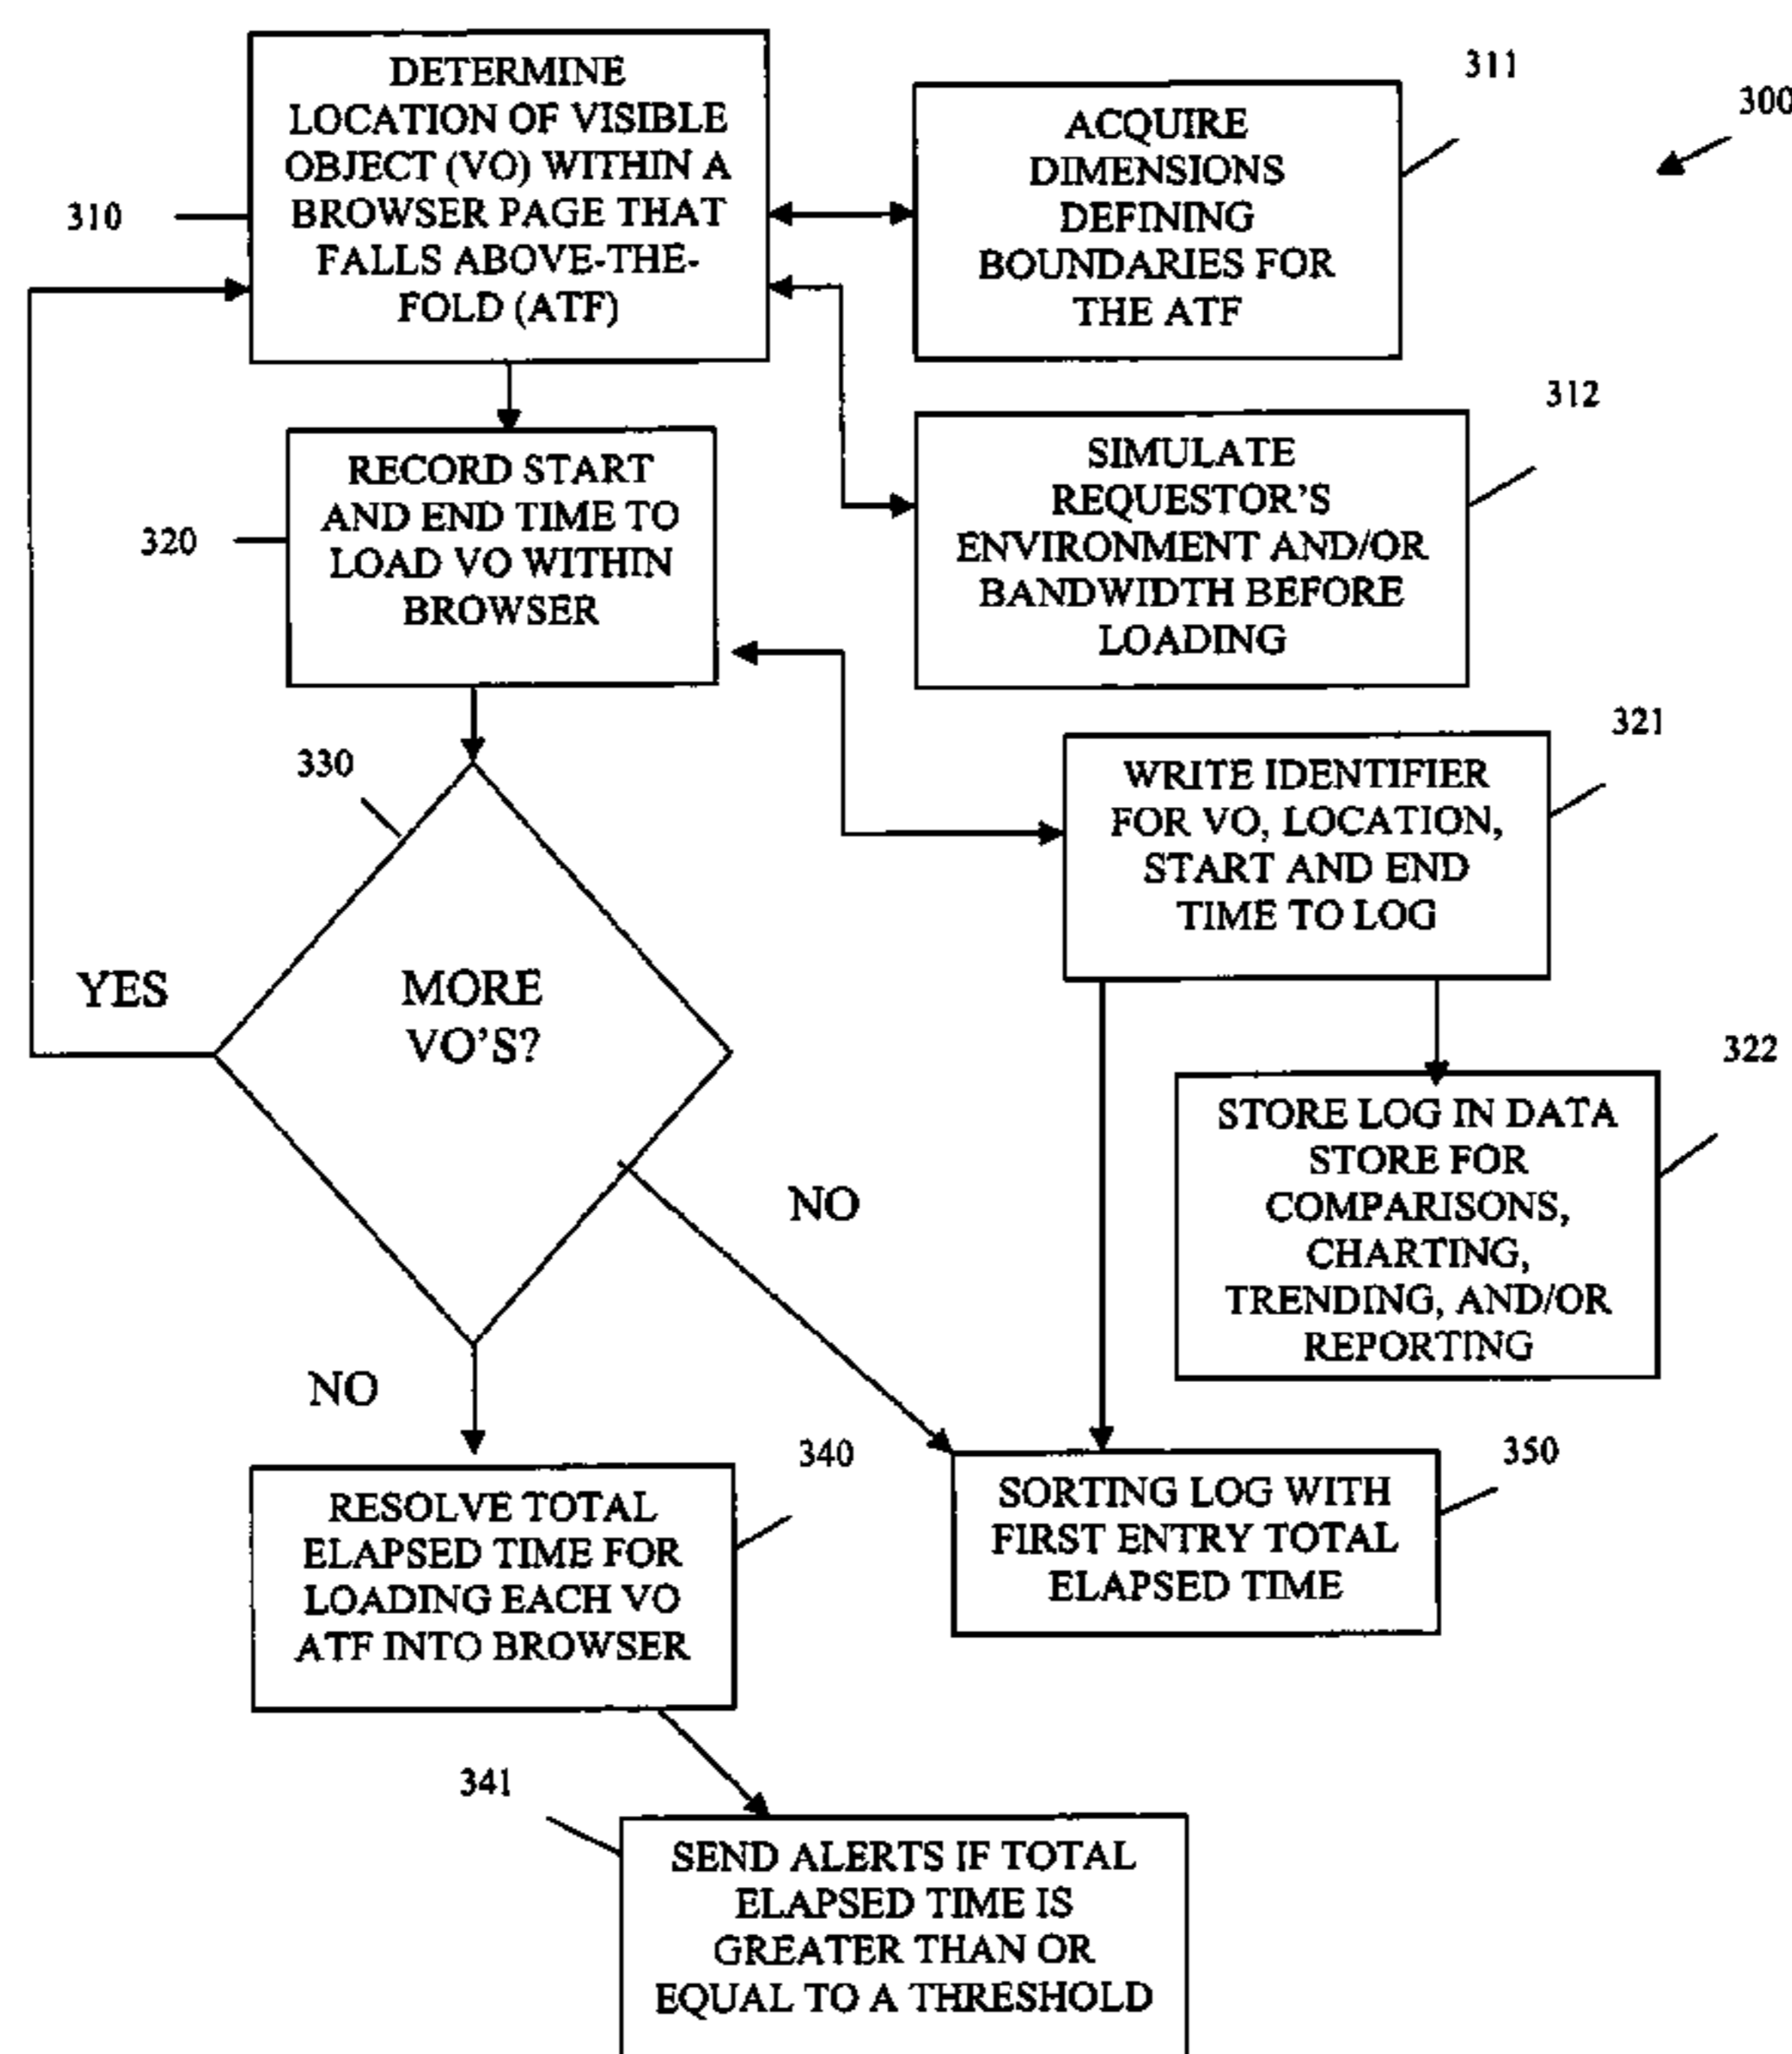 DETERMINE
LOCATION OF VISIBLE
OBJECT (VO) WITHIN A
BROWSER PAGE THAT
FALLS ABOVE-THE-
FOLD (ATF)
310
ACQUIRE
DIMENSIONS
DEFINING
BOUNDARIES FOR
THE ATF
311
300
SIMULATE
REQUESTOR'S
ENVIRONMENT AND/OR
BANDWIDTH BEFORE
LOADING
312
RECORD START
AND END TIME TO
LOAD VO WITHIN
BROWSER
320
WRITE IDENTIFIER
FOR VO, LOCATION,
START AND END
TIME TO LOG
321
330
MORE
VO'S?
YES
NO
NO
STORE LOG IN DATA
STORE FOR
COMPARISONS,
CHARTING,
TRENDING, AND/OR
REPORTING
322
RESOLVE TOTAL
ELAPSED TIME FOR
LOADING EACH VO
ATF INTO BROWSER
340
SORTING LOG WITH
FIRST ENTRY TOTAL
ELAPSED TIME
350
341
SEND ALERTS IF TOTAL
ELAPSED TIME IS
GREATER THAN OR
EQUAL TO A THRESHOLD